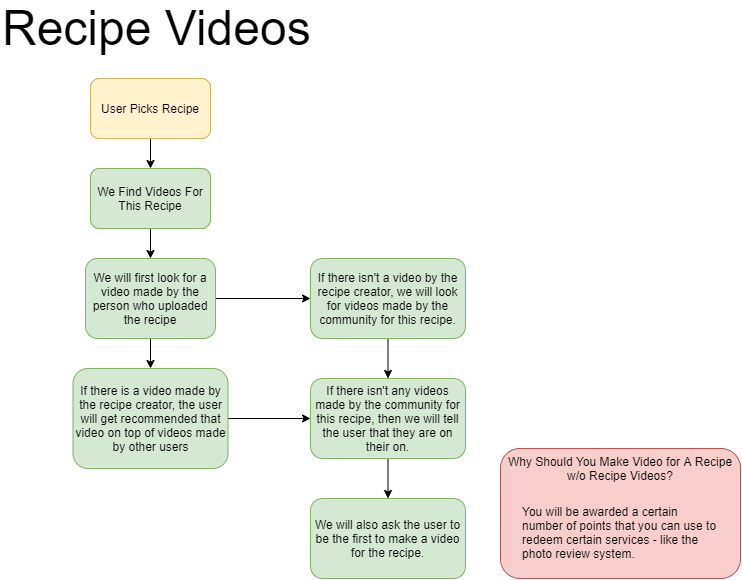 Recipe Videos
User Picks Recipe
We Find Videos For
This Recipe
We will first look for a
video made by the
person who uploaded
the recipe
If there isn't a video by the
recipe creator, we will look
for videos made by the
community for this recipe.
If there is a video made by
the recipe creator, the user
will get recommended that
video on top of videos made
by other users
If there isn't any videos
made by the community for
this recipe, then we will tell
the user that they are on
their on.
We will also ask the user to
be the first to make a video
for the recipe.
Why Should You Make Video for A Recipe
w/o Recipe Videos?
You will be awarded a certain
number of points that you can use to
redeem certain services - like the
photo review system.